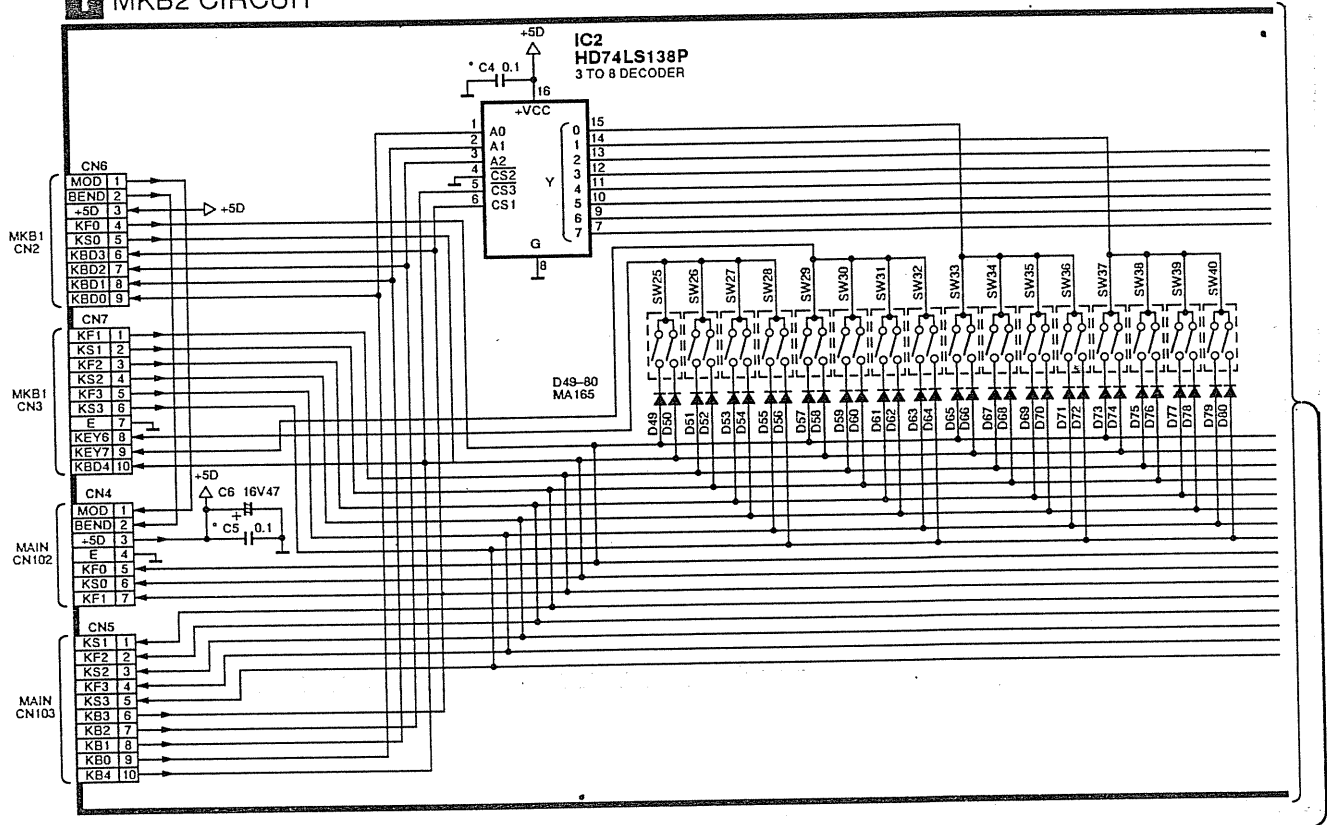 MKB2 CIRCUIT
+5D
IC2
HD74LS138P
3 TO 8 DECODER
* C4 0.1
16
+VCC
1 A0
2 A1
3 A2
4 CS2
5 CS3
6 CS1
Y
0 15
1 14
2 13
3 12
4 11
5 10
6 9
7 7
G
8
MKB1
CN2
CN6
MOD 1
BEND 2
+5D 3
+5D
KF0 4
KS0 5
KBD3 6
KBD2 7
KBD1 8
KBD0 9
MKB1
CN3
CN7
KF1 1
KS1 2
KF2 3
KS2 4
KF3 5
KS3 6
E 7
KEY6 8
KEY7 9
KBD4 10
SW25 SW26 SW27 SW28 SW29 SW30 SW31 SW32 SW33 SW34 SW35 SW36 SW37 SW38 SW39 SW40
D49–80
MA165
D49 D50 D51 D52 D53 D54 D55 D56 D57 D58 D59 D60 D61 D62 D63 D64 D65 D66 D67 D68 D69 D70 D71 D72 D73 D74 D75 D76 D77 D78 D79 D80
+5D
C6 16V47
+
* C5 0.1
MAIN
CN102
CN4
MOD 1
BEND 2
+5D 3
E 4
KF0 5
KS0 6
KF1 7
MAIN
CN103
CN5
KS1 1
KF2 2
KS2 3
KF3 4
KS3 5
KB3 6
KB2 7
KB1 8
KB0 9
KB4 10